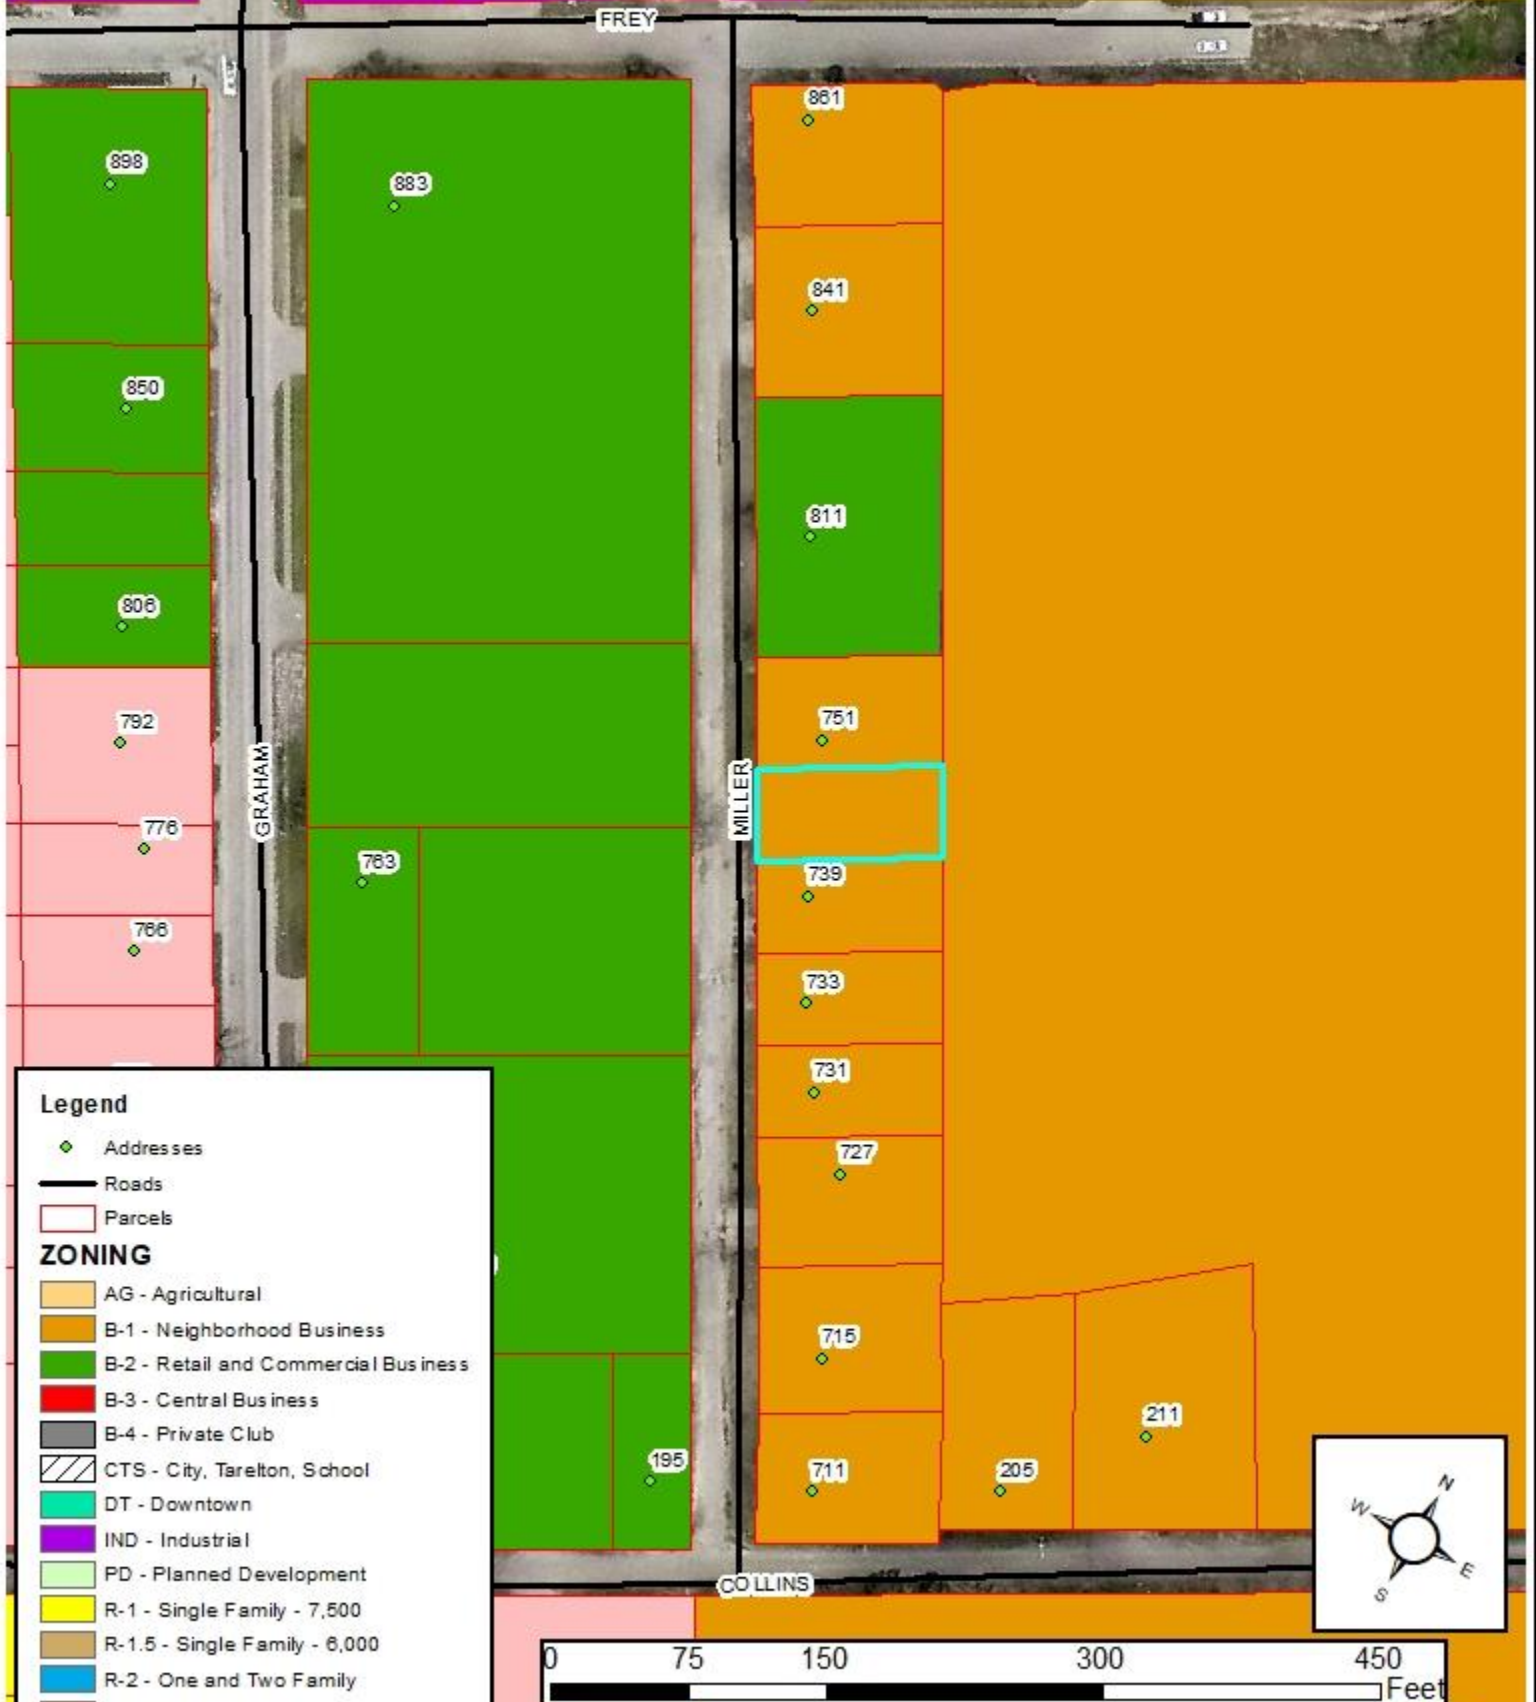 FREY
861
898
883
841
850
811
806
751
792
GRAHAM
MILLER
776
763
739
766
733
731
727
715
211
195
711
205
COLLINS
Legend
Addresses
Roads
Parcels
ZONING
AG - Agricultural
B-1 - Neighborhood Business
B-2 - Retail and Commercial Business
B-3 - Central Business
B-4 - Private Club
CTS - City, Tarelton, School
DT - Downtown
IND - Industrial
PD - Planned Development
R-1 - Single Family - 7,500
R-1.5 - Single Family - 6,000
R-2 - One and Two Family
N
W
E
S
0 75 150 300 450
Feet